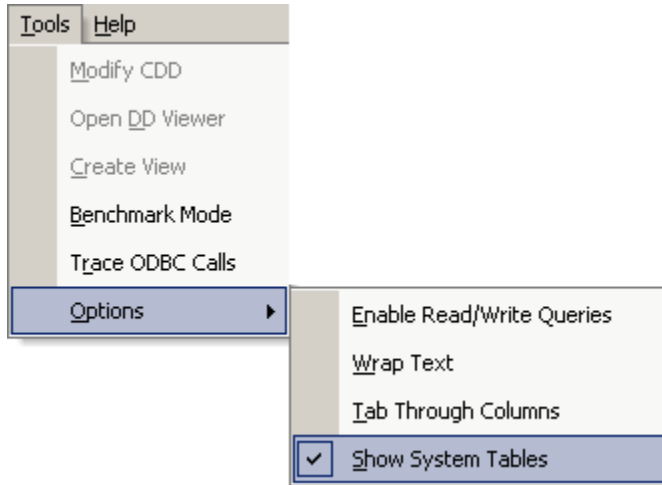 Tools Help
Modify CDD
Open DD Viewer
Create View
Benchmark Mode
Trace ODBC Calls
Options
Enable Read/Write Queries
Wrap Text
Tab Through Columns
Show System Tables